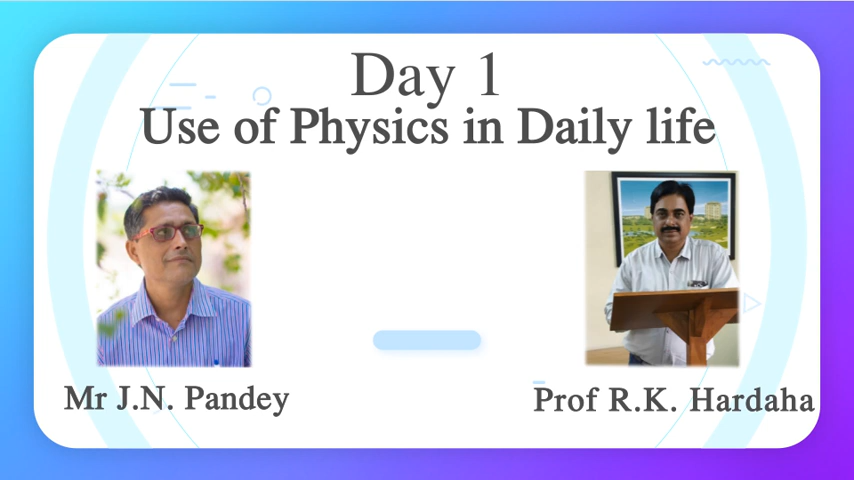 Day 1
Use of Physics in Daily life
Mr J.N. Pandey
Prof R.K. Hardaha